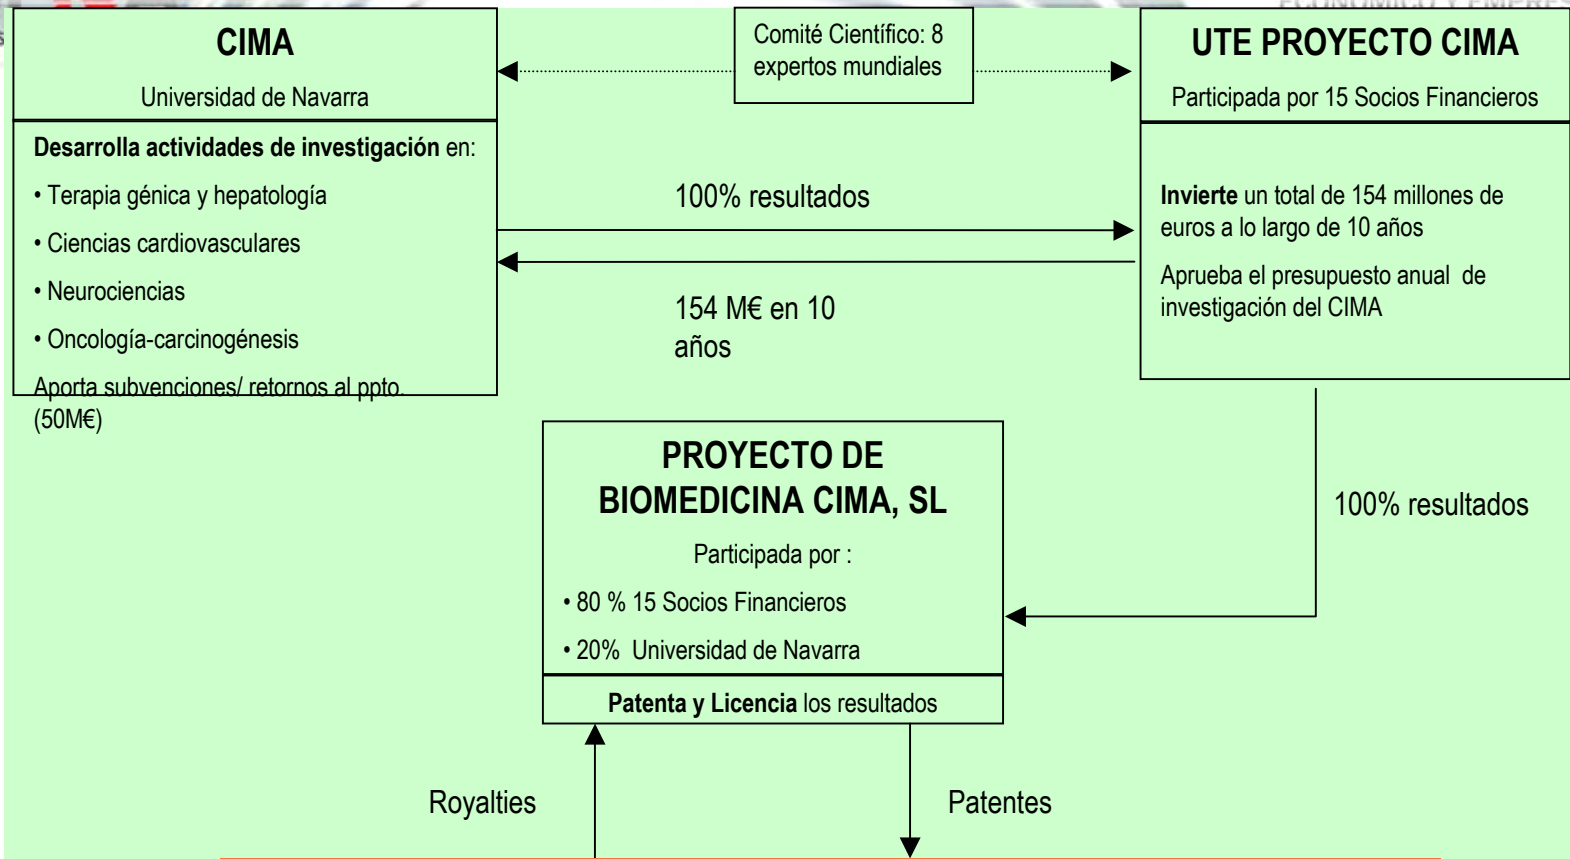 ECONÓMICO Y EMPRES
CIMA
Universidad de Navarra
Desarrolla actividades de investigación en:
• Terapia génica y hepatología
• Ciencias cardiovasculares
• Neurociencias
• Oncología-carcinogénesis
Aporta subvenciones/ retornos al ppto.
(50M€)
Comité Científico: 8
expertos mundiales
100% resultados
154 M€ en 10
años
UTE PROYECTO CIMA
Participada por 15 Socios Financieros
Invierte un total de 154 millones de
euros a lo largo de 10 años
Aprueba el presupuesto anual de
investigación del CIMA
100% resultados
PROYECTO DE
BIOMEDICINA CIMA, SL
Participada por :
• 80 % 15 Socios Financieros
• 20% Universidad de Navarra
Patenta y Licencia los resultados
Royalties
Patentes